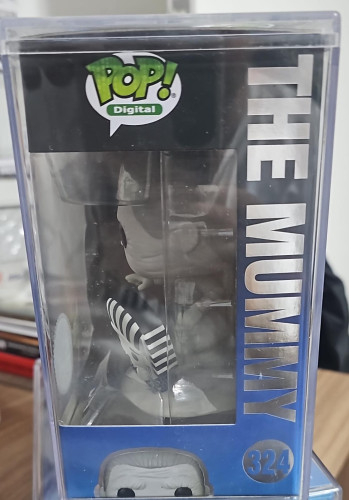 POP!
Digital
THE MUMMY
324